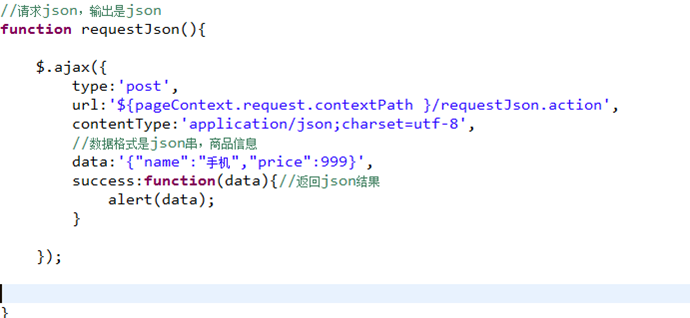 //请求json，输出是json
function requestJson(){
$.ajax({
type:'post',
url:'${pageContext.request.contextPath }/requestJson.action',
contentType:'application/json;charset=utf-8',
//数据格式是json串，商品信息
data:'{"name":"手机","price":999}',
success:function(data){//返回json结果
alert(data);
}
});
}